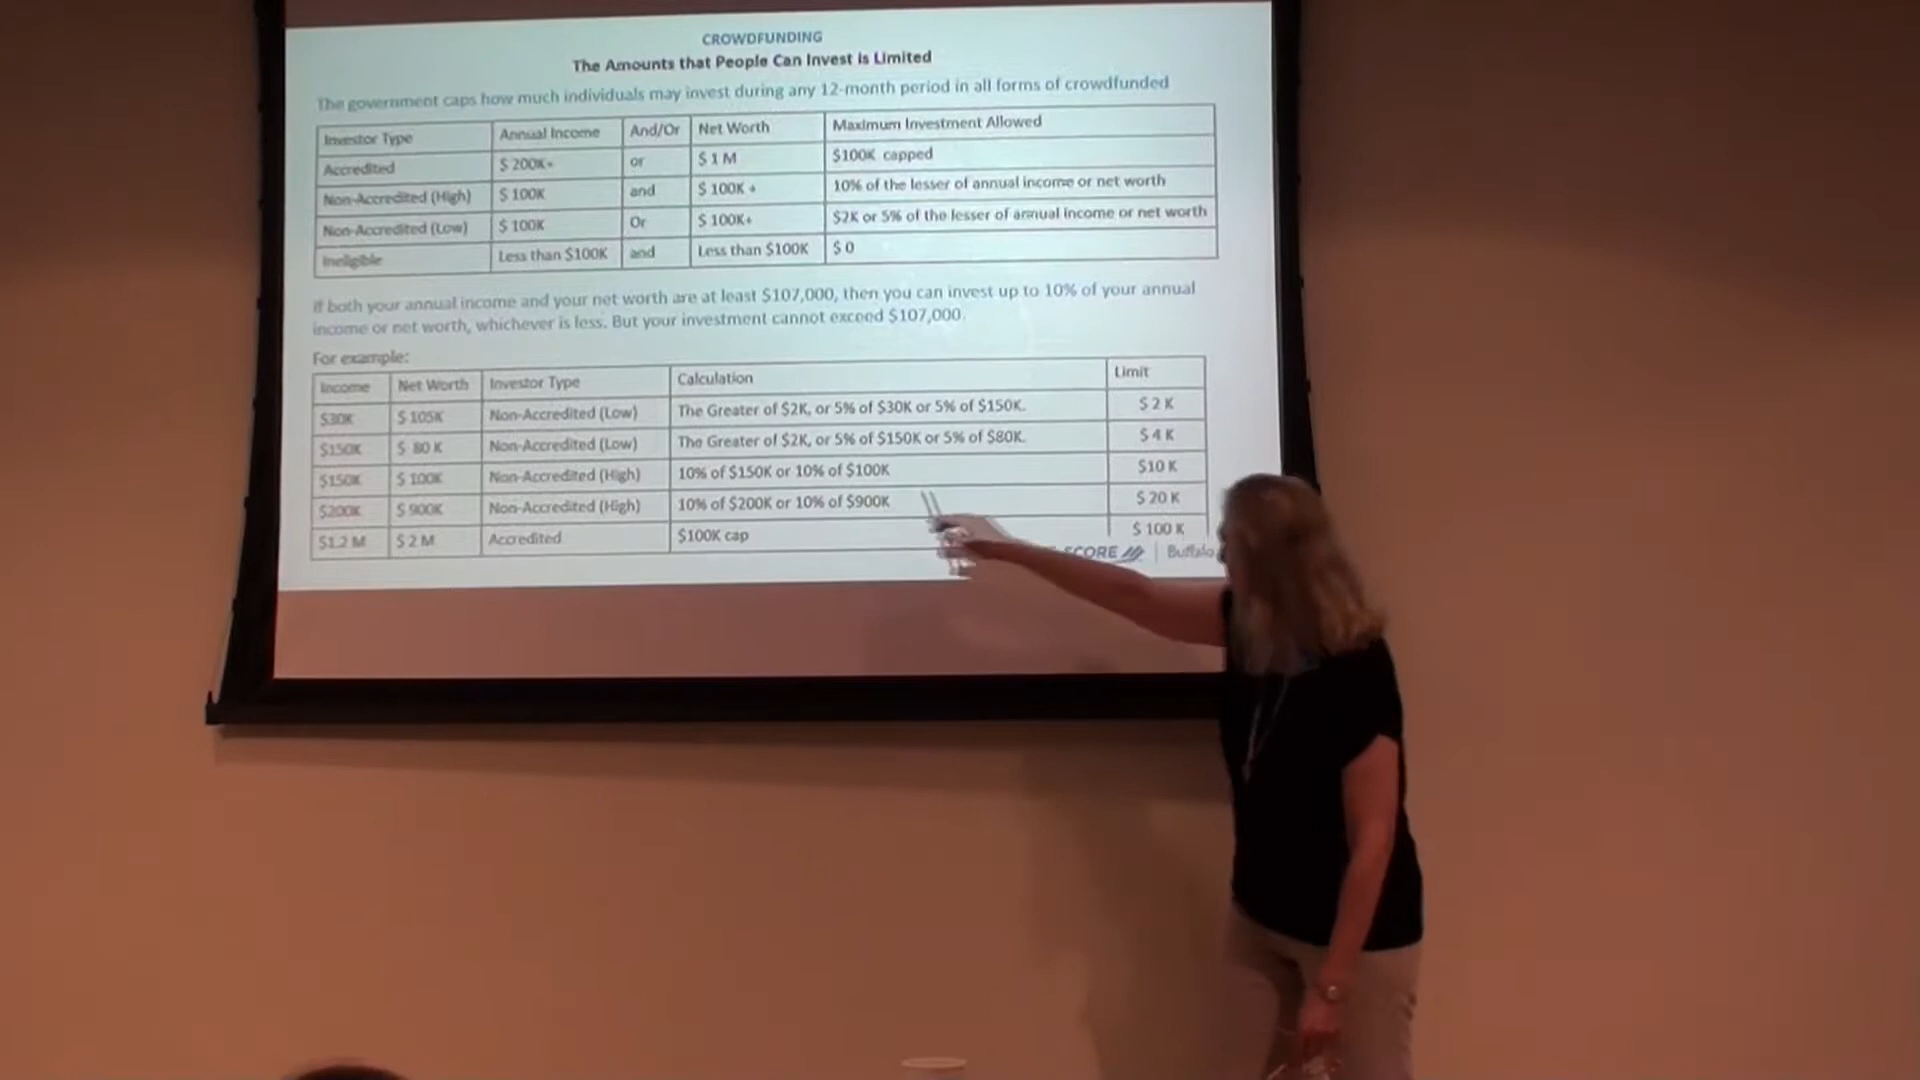 CROWDFUNDING
The Amounts that People Can Invest is Limited
The government caps how much individuals may invest during any 12-month period in all forms of crowdfunded
Investor Type Annual Income And/Or Net Worth Maximum Investment Allowed
Accredited $ 200K+ or $ 1 M $100K capped
Non-Accredited (High) $ 100K and $ 100K + 10% of the lesser of annual income or net worth
Non-Accredited (Low) $ 100K Or $ 100K+ $2K or 5% of the lesser of annual income or net worth
Ineligible Less than $100K and Less than $100K $ 0
If both your annual income and your net worth are at least $107,000, then you can invest up to 10% of your annual
income or net worth, whichever is less. But your investment cannot exceed $107,000.
For example:
Income Net Worth Investor Type Calculation Limit
$30K $ 105K Non-Accredited (Low) The Greater of $2K, or 5% of $30K or 5% of $150K. $ 2 K
$150K $ 80 K Non-Accredited (Low) The Greater of $2K, or 5% of $150K or 5% of $80K. $ 4 K
$150K $ 100K Non-Accredited (High) 10% of $150K or 10% of $100K $10 K
$200K $ 900K Non-Accredited (High) 10% of $200K or 10% of $900K $ 20 K
$1.2 M $ 2 M Accredited $100K cap $ 100 K
SCORE Buffalo